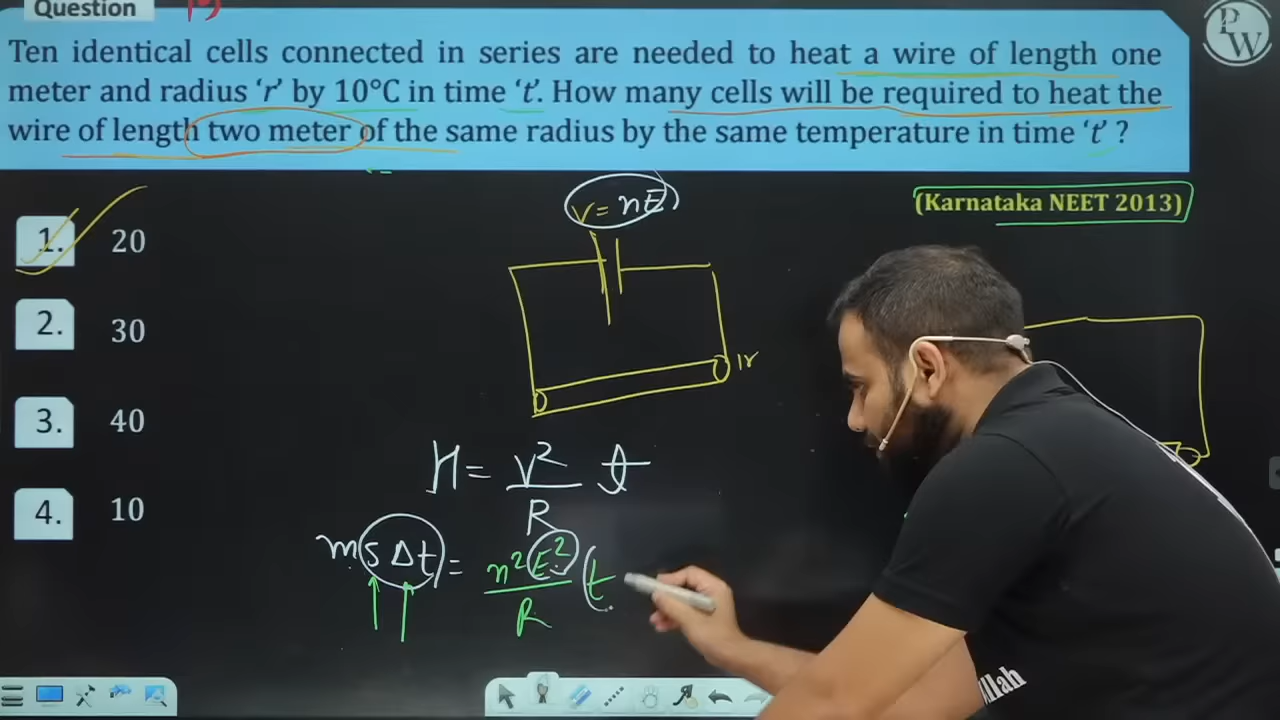 Question
Ten identical cells connected in series are needed to heat a wire of length one
meter and radius ‘r’ by 10°C in time ‘t’. How many cells will be required to heat the
wire of length two meter of the same radius by the same temperature in time ‘t’ ?
(Karnataka NEET 2013)
1. 20
2. 30
3. 40
4. 10
V = nE
1r
H = V²/R t
msΔt = n²E²/R (t
PW
llah